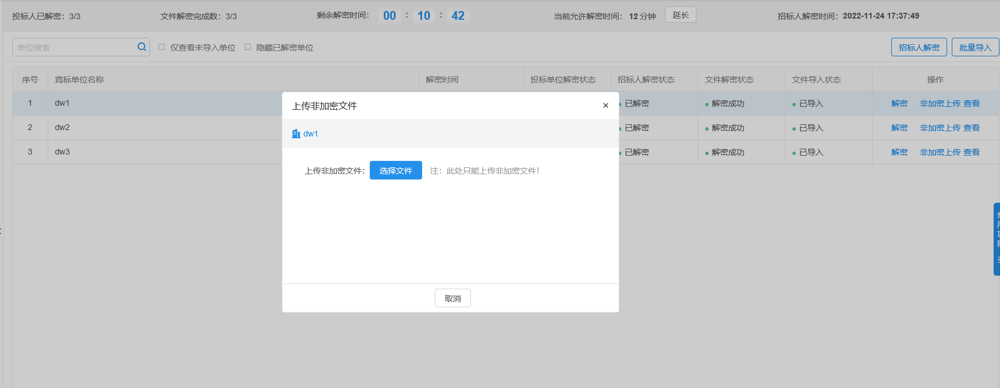 投标人已解密：3/3 文件解密完成数：3/3 剩余解密时间： 00 : 10 : 42 当前允许解密时间： 12 分钟 延长 招标人解密时间：2022-11-24 17:37:49
单位搜索 仅查看未导入单位 隐藏已解密单位 招标人解密 批量导入
序号 竞标单位名称 解密时间 投标单位解密状态 招标人解密状态 文件解密状态 文件导入状态 操作
1 dw1 已解密 解密成功 已导入 解密 非加密上传 查看
2 dw2 已解密 解密成功 已导入 解密 非加密上传 查看
3 dw3 已解密 解密成功 已导入 解密 非加密上传 查看
上传非加密文件 ×
dw1
上传非加密文件： 选择文件 注：此处只能上传非加密文件！
取消